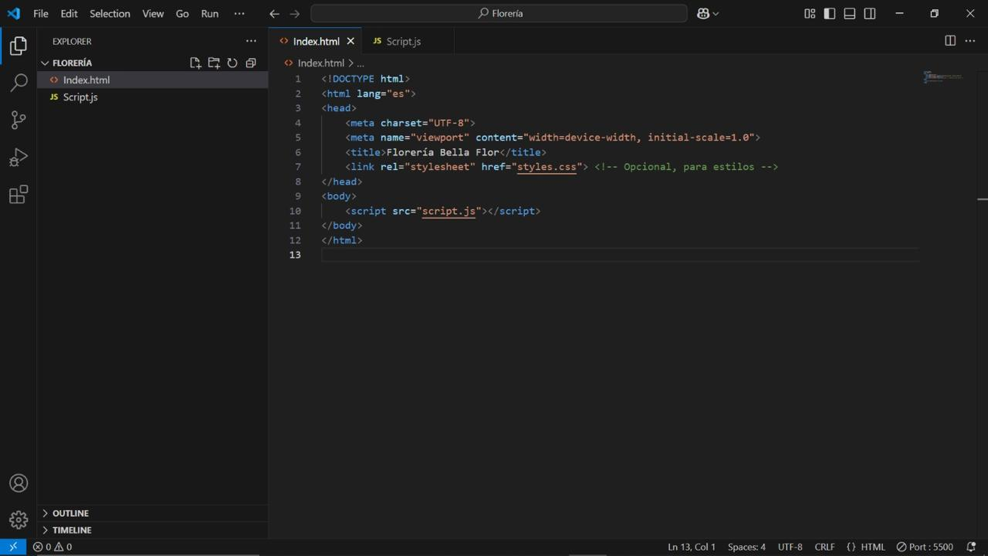 File Edit Selection View Go Run ··· Florería
EXPLORER ···
FLORERÍA
Index.html
JS Script.js
OUTLINE
TIMELINE
Index.html JS Script.js ···
Index.html > ...
1 <!DOCTYPE html>
2 <html lang="es">
3 <head>
4     <meta charset="UTF-8">
5     <meta name="viewport" content="width=device-width, initial-scale=1.0">
6     <title>Florería Bella Flor</title>
7     <link rel="stylesheet" href="styles.css"> <!-- Opcional, para estilos -->
8 </head>
9 <body>
10     <script src="script.js"></script>
11 </body>
12 </html>
13
0 0 Ln 13, Col 1 Spaces: 4 UTF-8 CRLF {} HTML Port : 5500